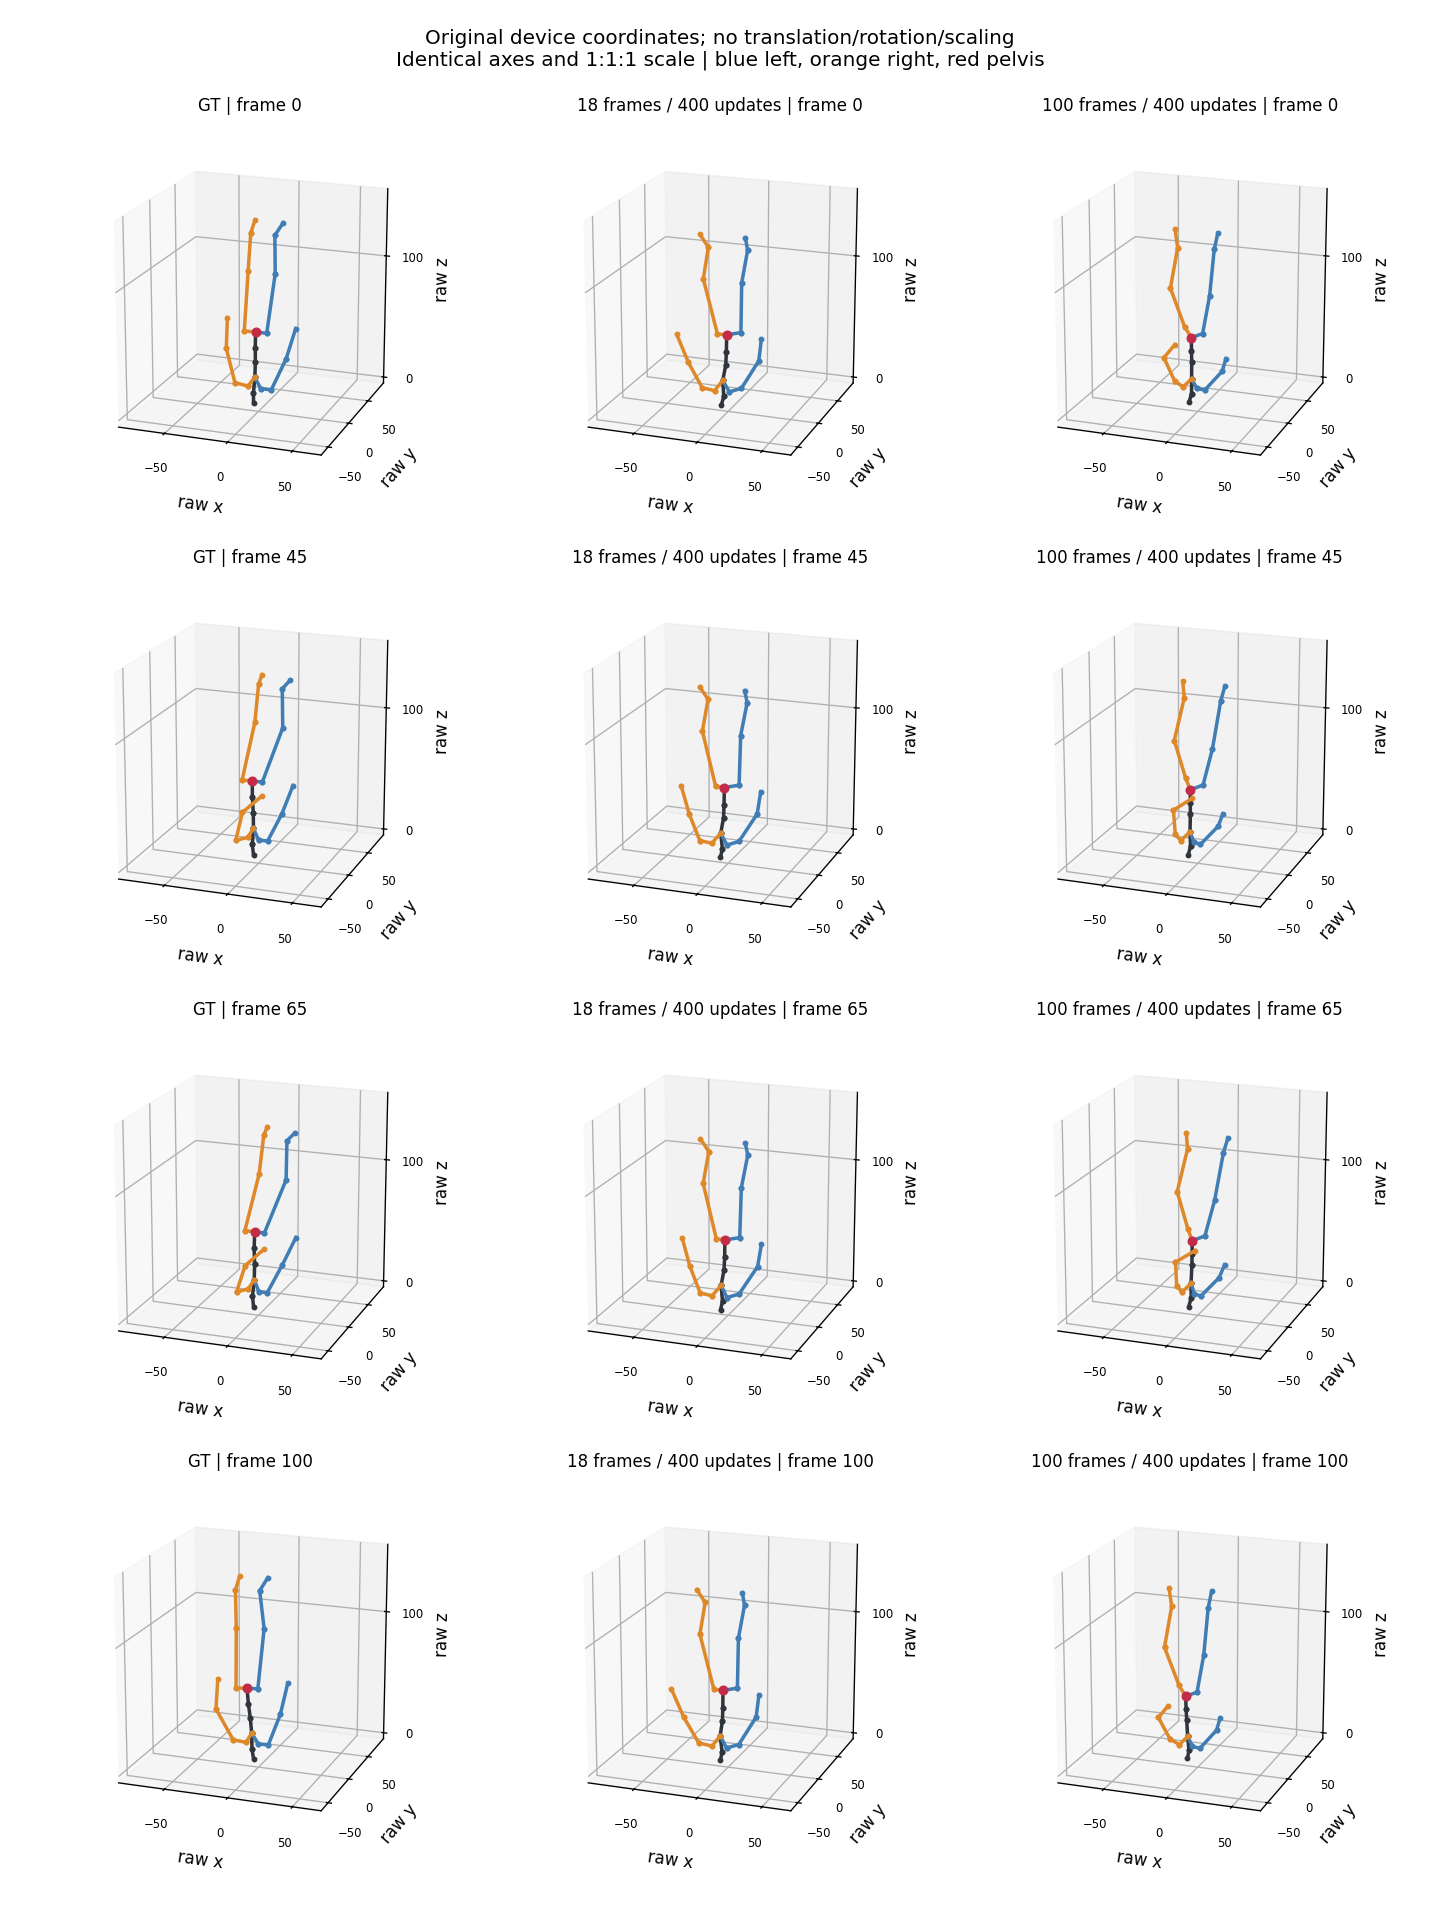 Original device coordinates; no translation/rotation/scaling
Identical axes and 1:1:1 scale | blue left, orange right, red pelvis
GT | frame 0
18 frames / 400 updates | frame 0
100 frames / 400 updates | frame 0
100
0
raw z
50
0
−50
raw y
−50
0
50
raw x
100
0
raw z
50
0
−50
raw y
−50
0
50
raw x
100
0
raw z
50
0
−50
raw y
−50
0
50
raw x
GT | frame 45
18 frames / 400 updates | frame 45
100 frames / 400 updates | frame 45
100
0
raw z
50
0
−50
raw y
−50
0
50
raw x
100
0
raw z
50
0
−50
raw y
−50
0
50
raw x
100
0
raw z
50
0
−50
raw y
−50
0
50
raw x
GT | frame 65
18 frames / 400 updates | frame 65
100 frames / 400 updates | frame 65
100
0
raw z
50
0
−50
raw y
−50
0
50
raw x
100
0
raw z
50
0
−50
raw y
−50
0
50
raw x
100
0
raw z
50
0
−50
raw y
−50
0
50
raw x
GT | frame 100
18 frames / 400 updates | frame 100
100 frames / 400 updates | frame 100
100
0
raw z
50
0
−50
raw y
−50
0
50
raw x
100
0
raw z
50
0
−50
raw y
−50
0
50
raw x
100
0
raw z
50
0
−50
raw y
−50
0
50
raw x